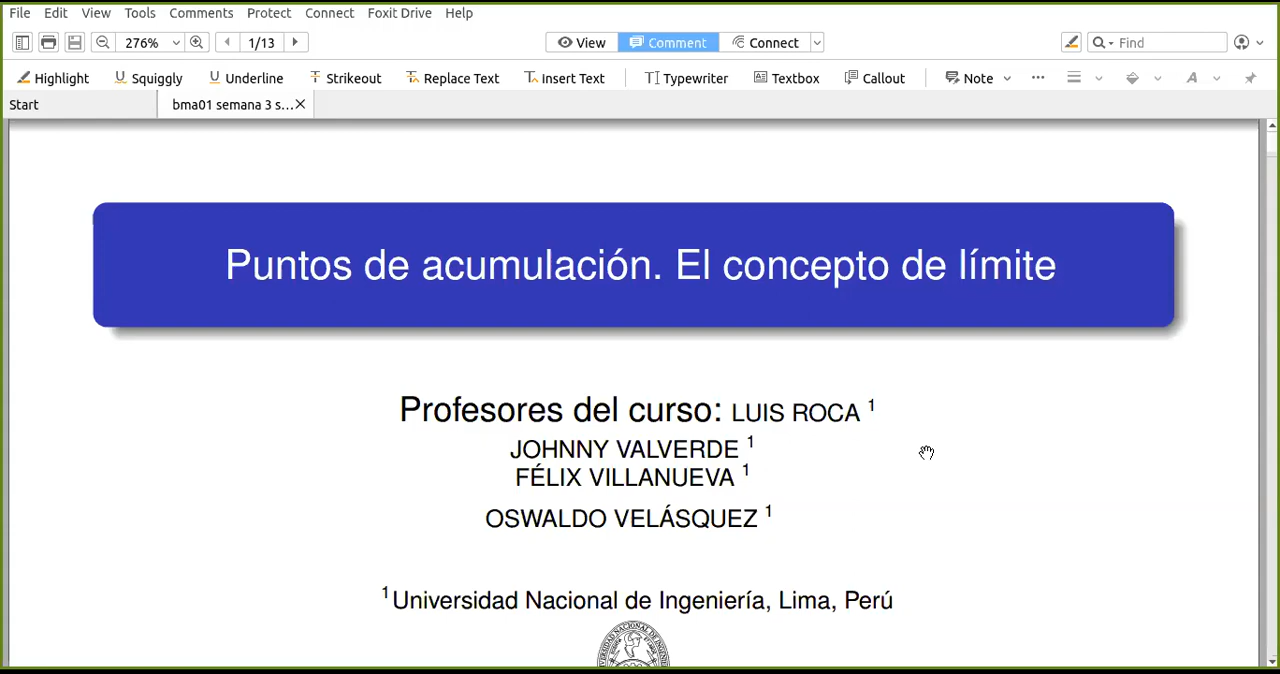 File Edit View Tools Comments Protect Connect Foxit Drive Help
276% 1/13 View Comment Connect Find
Highlight Squiggly Underline Strikeout Replace Text Insert Text Typewriter Textbox Callout Note
Start bma01 semana 3 s...
Puntos de acumulación. El concepto de límite
Profesores del curso: LUIS ROCA 1
JOHNNY VALVERDE 1
FÉLIX VILLANUEVA 1
OSWALDO VELÁSQUEZ 1
1 Universidad Nacional de Ingeniería, Lima, Perú